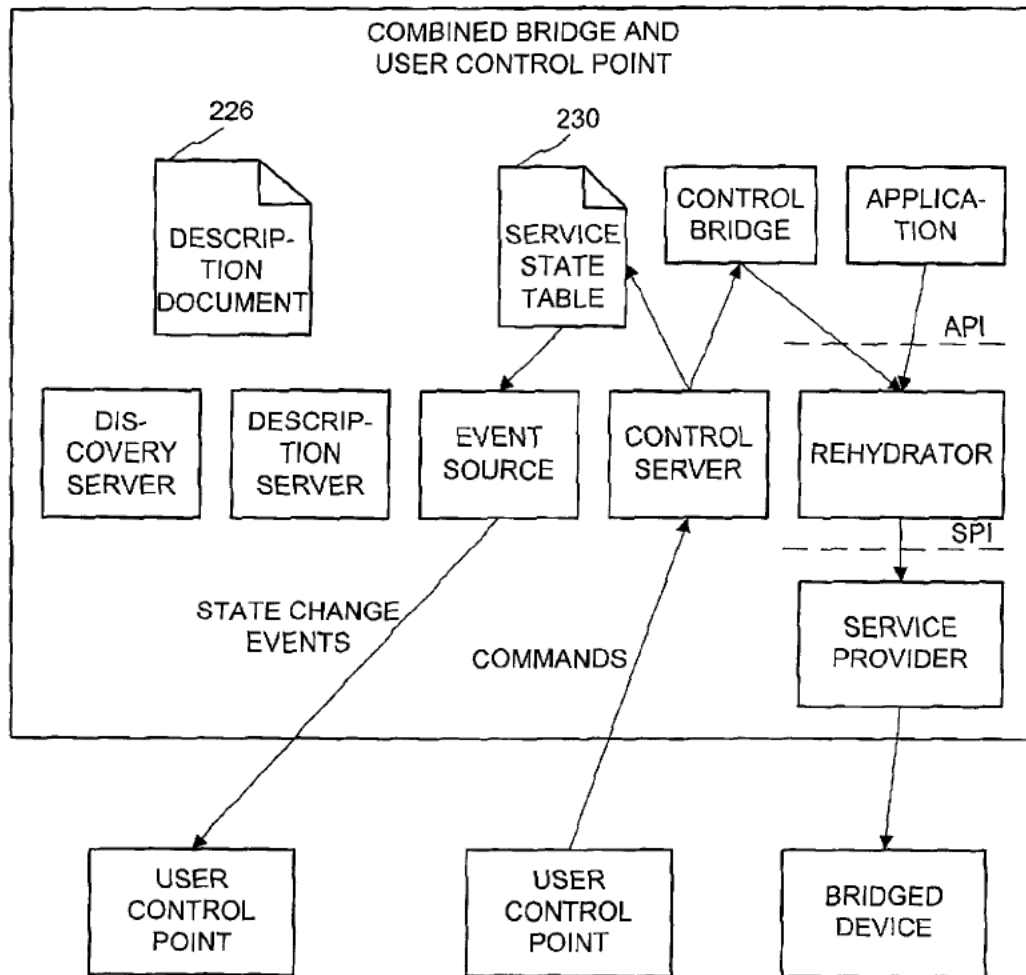 COMBINED BRIDGE AND
USER CONTROL POINT
226
230
DESCRIP-
TION
DOCUMENT
SERVICE
STATE
TABLE
CONTROL
BRIDGE
APPLICA-
TION
API
DIS-
COVERY
SERVER
DESCRIP-
TION
SERVER
EVENT
SOURCE
CONTROL
SERVER
REHYDRATOR
SPI
STATE CHANGE
EVENTS
COMMANDS
SERVICE
PROVIDER
USER
CONTROL
POINT
USER
CONTROL
POINT
BRIDGED
DEVICE